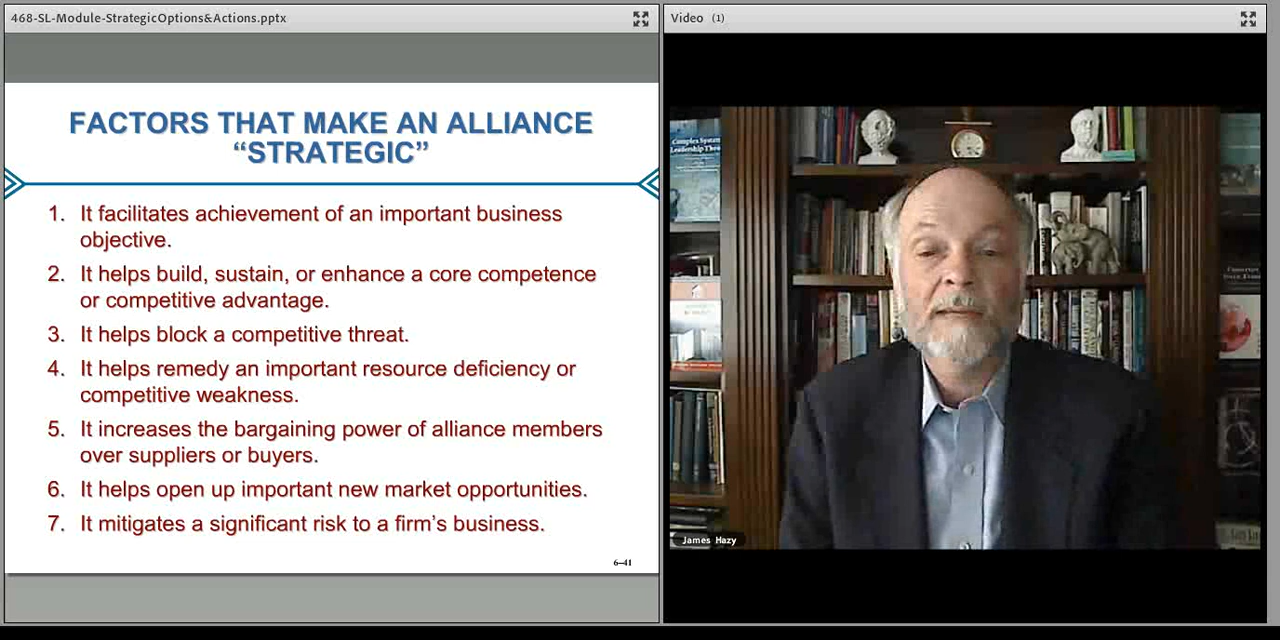 468-SL-Module-StrategicOptions&Actions.pptx
Video (1)
FACTORS THAT MAKE AN ALLIANCE
“STRATEGIC”
1. It facilitates achievement of an important business
objective.
2. It helps build, sustain, or enhance a core competence
or competitive advantage.
3. It helps block a competitive threat.
4. It helps remedy an important resource deficiency or
competitive weakness.
5. It increases the bargaining power of alliance members
over suppliers or buyers.
6. It helps open up important new market opportunities.
7. It mitigates a significant risk to a firm’s business.
6–41
Complex Systems
Leadership Theory
James Hazy